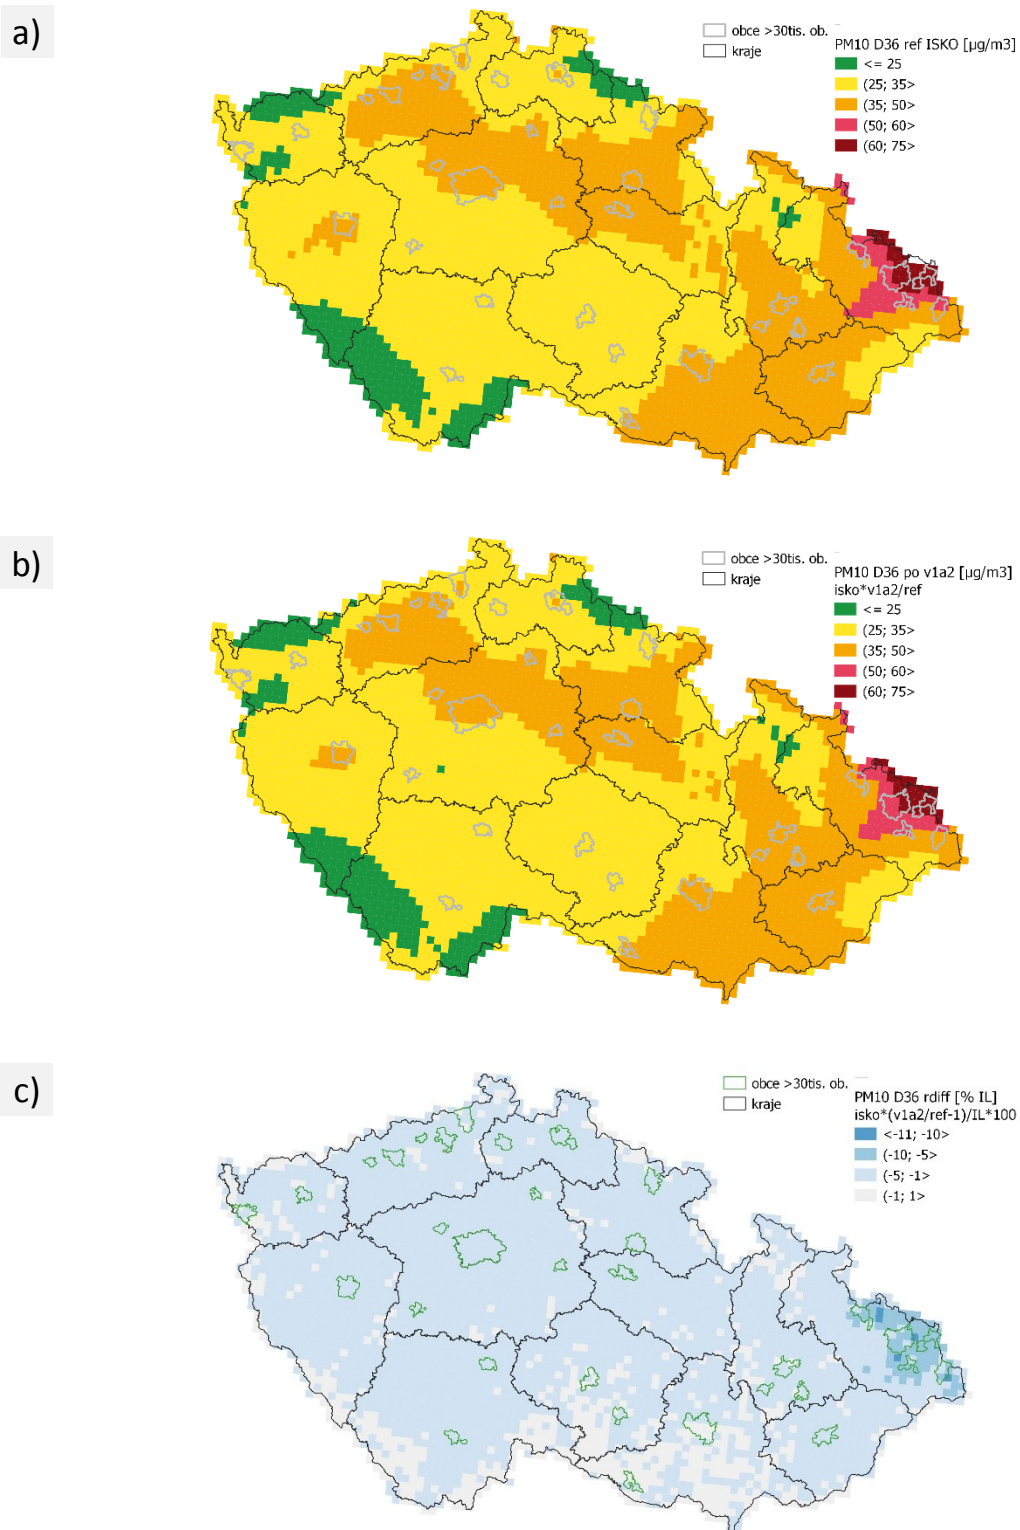 a)
obce >30tis. ob.
kraje
PM10 D36 ref ISKO [µg/m3]
<= 25
(25; 35>
(35; 50>
(50; 60>
(60; 75>
b)
obce >30tis. ob.
kraje
PM10 D36 po v1a2 [µg/m3]
isko*v1a2/ref
<= 25
(25; 35>
(35; 50>
(50; 60>
(60; 75>
c)
obce >30tis. ob.
kraje
PM10 D36 rdiff [% IL]
isko*(v1a2/ref-1)/IL*100
<-11; -10>
(-10; -5>
(-5; -1>
(-1; 1>